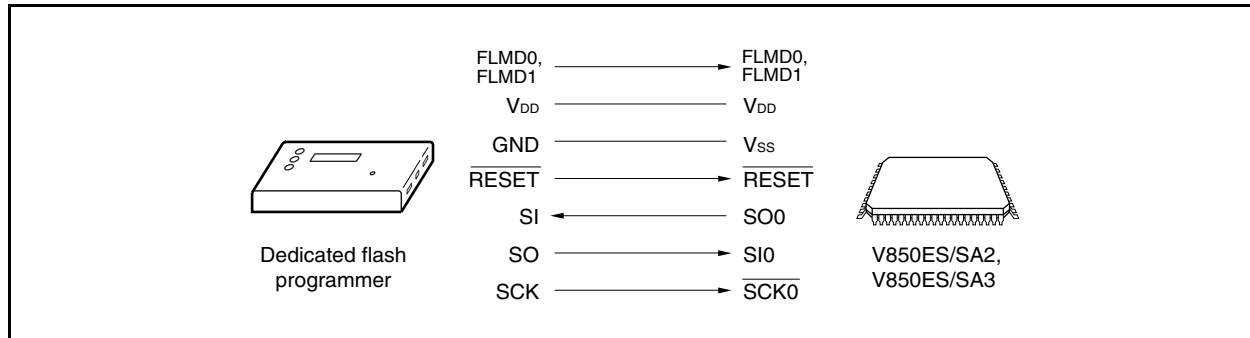 FLMD0,
FLMD1
FLMD0,
FLMD1
VDD
VDD
GND
VSS
RESET
RESET
SI
SO0
SO
SI0
SCK
SCK0
Dedicated flash
programmer
V850ES/SA2,
V850ES/SA3